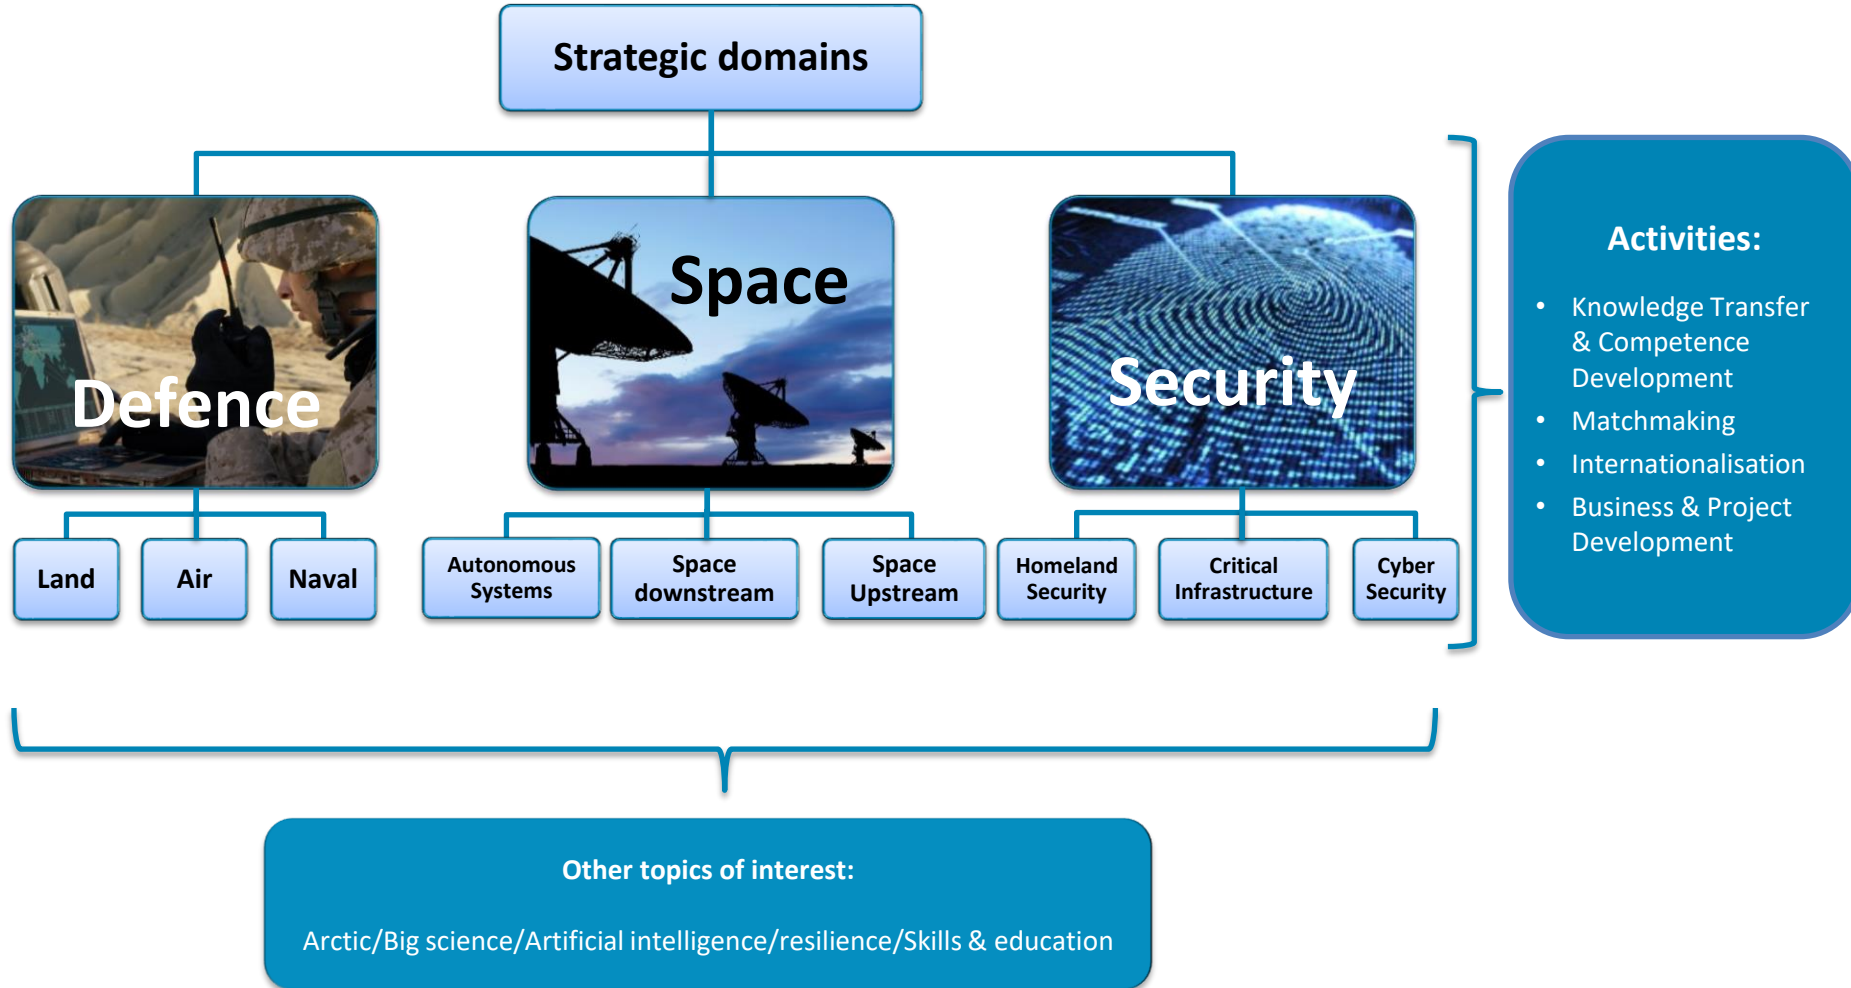 Strategic domains
Defence
Space
Security
Land
Air
Naval
Autonomous
Systems
Space
downstream
Space
Upstream
Homeland
Security
Critical
Infrastructure
Cyber
Security
Activities:
• Knowledge Transfer
& Competence
Development
• Matchmaking
• Internationalisation
• Business & Project
Development
Other topics of interest:
Arctic/Big science/Artificial intelligence/resilience/Skills & education